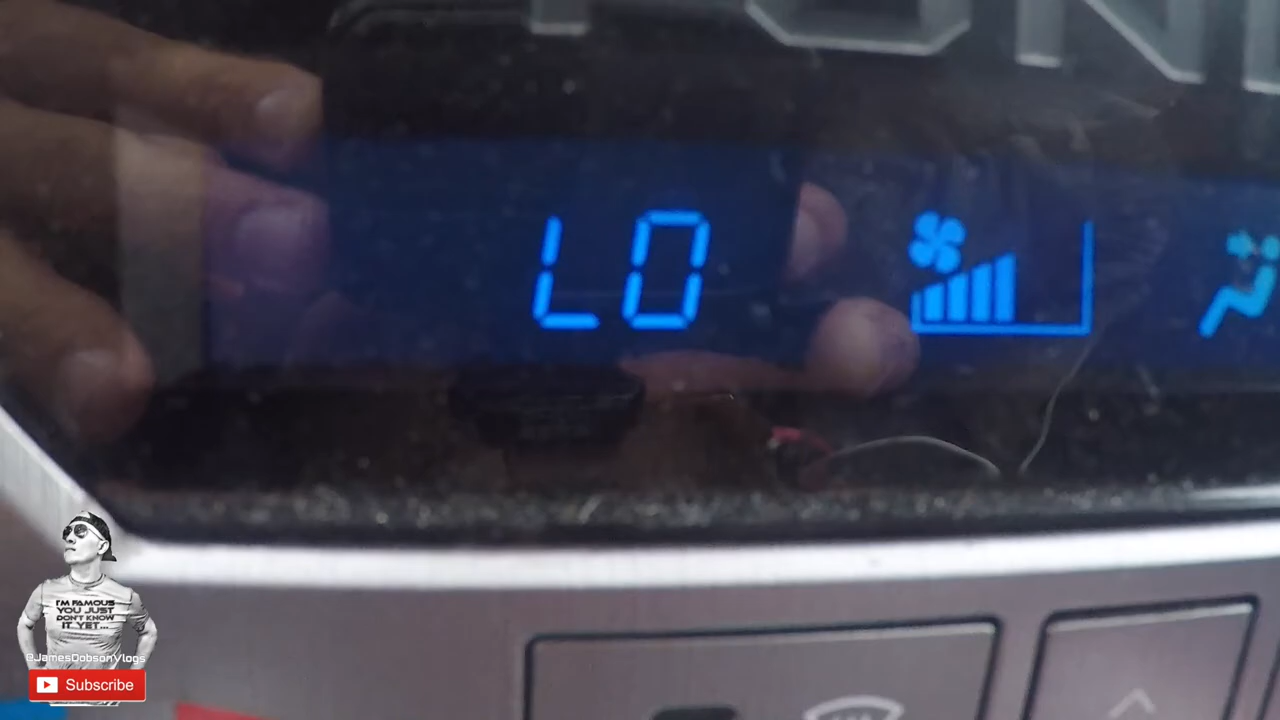 LO
I'M FAMOUS
YOU JUST
DON'T KNOW
IT YET...
@JamesDobsonVlogs
Subscribe